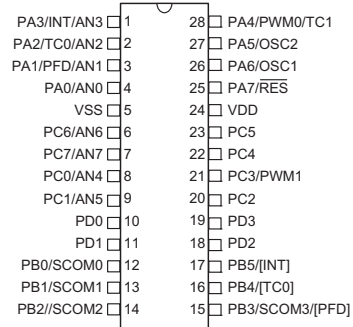 PA3/INT/AN3 1 28 PA4/PWM0/TC1
PA2/TC0/AN2 2 27 PA5/OSC2
PA1/PFD/AN1 3 26 PA6/OSC1
PA0/AN0 4 25 PA7/RES
VSS 5 24 VDD
PC6/AN6 6 23 PC5
PC7/AN7 7 22 PC4
PC0/AN4 8 21 PC3/PWM1
PC1/AN5 9 20 PC2
PD0 10 19 PD3
PD1 11 18 PD2
PB0/SCOM0 12 17 PB5/[INT]
PB1/SCOM1 13 16 PB4/[TC0]
PB2//SCOM2 14 15 PB3/SCOM3/[PFD]